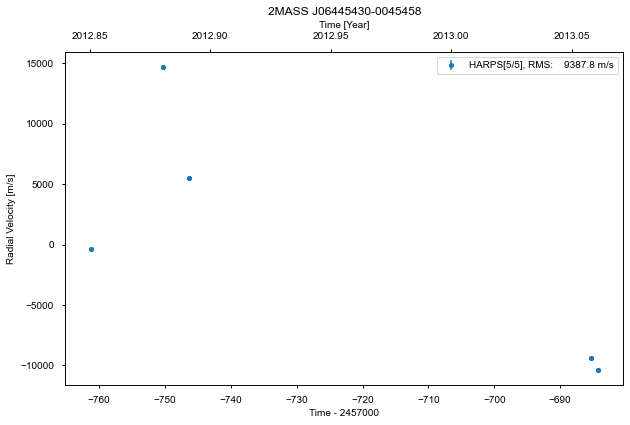 2MASS J06445430-0045458
Time [Year]
2012.85 2012.90 2012.95 2013.00 2013.05
HARPS[5/5], RMS: 9387.8 m/s
15000
10000
5000
0
−5000
−10000
Radial Velocity [m/s]
−760 −750 −740 −730 −720 −710 −700 −690
Time - 2457000